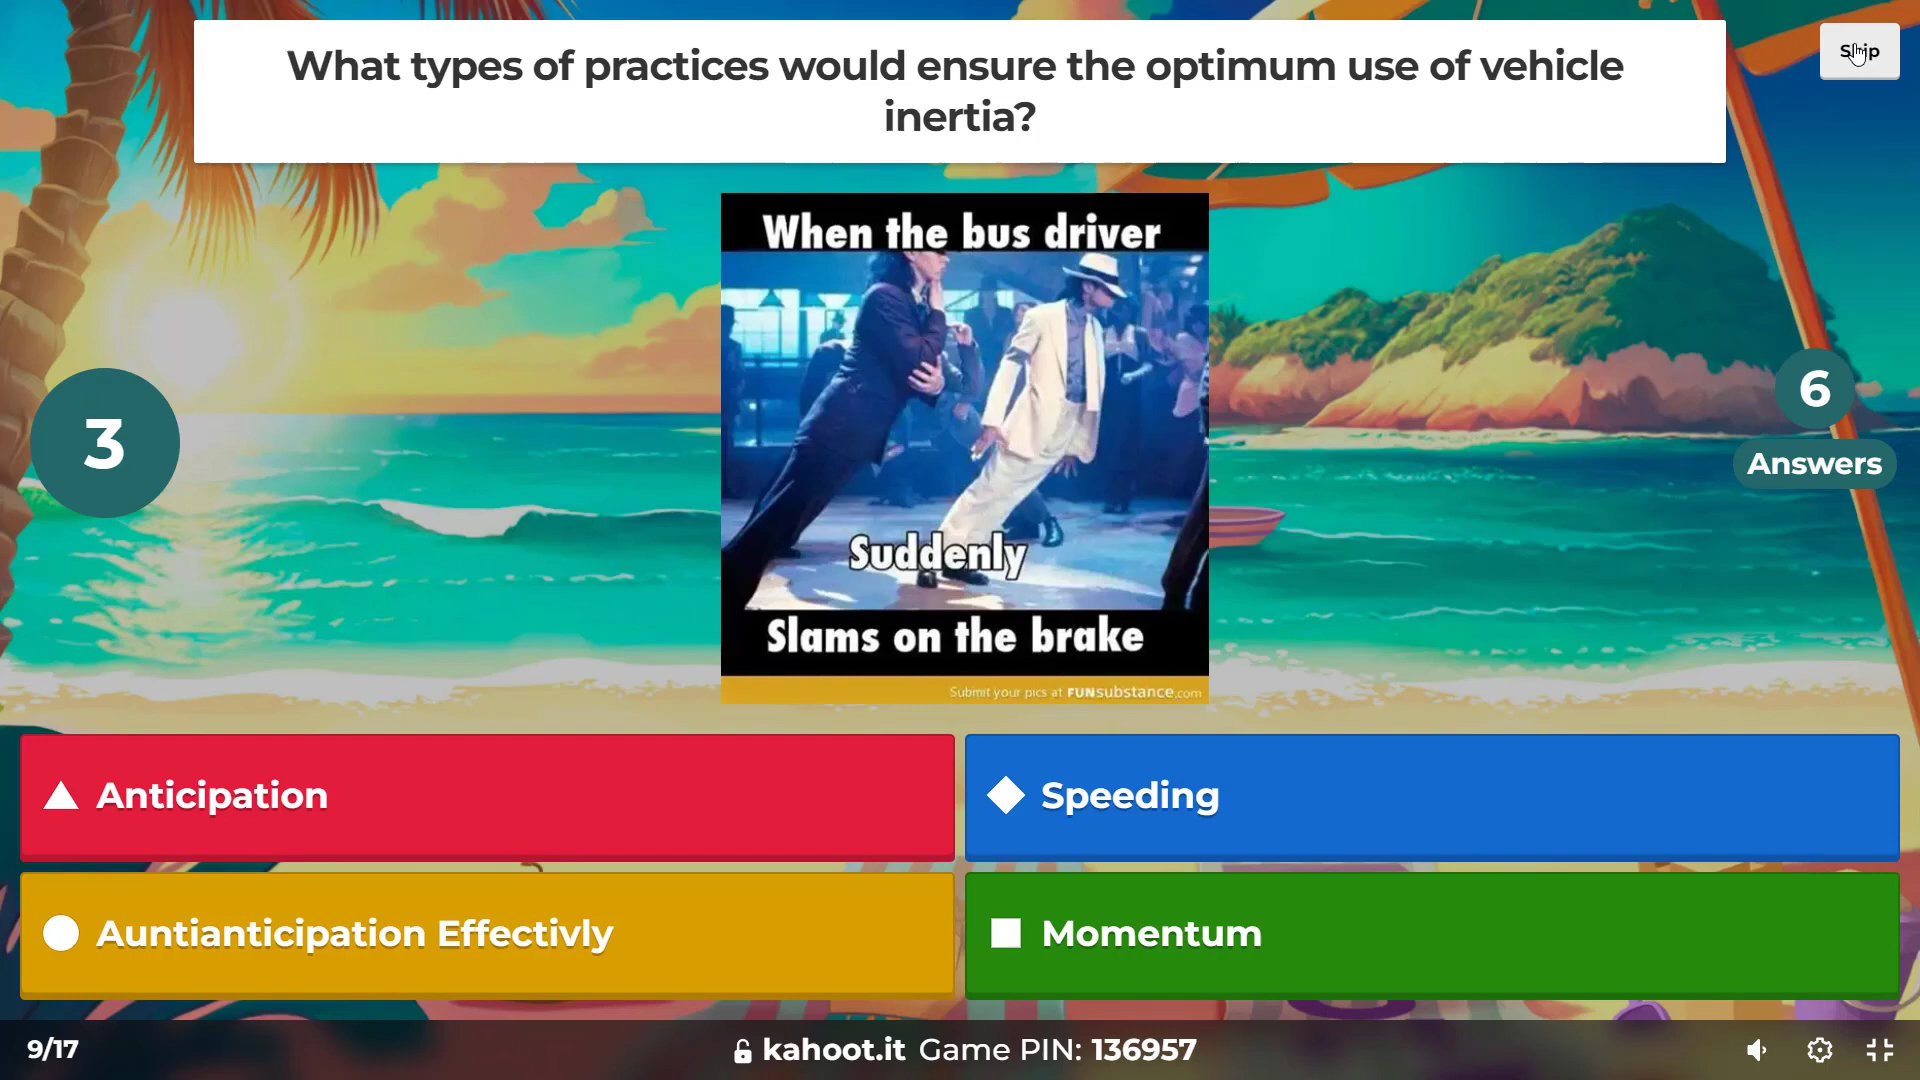 What types of practices would ensure the optimum use of vehicle
inertia?
Skip
When the bus driver
3
6
Answers
Suddenly
Slams on the brake
Submit your pics at FUNsubstance.com
Anticipation
Speeding
Auntianticipation Effectivly
Momentum
9/17
kahoot.it Game PIN: 136957